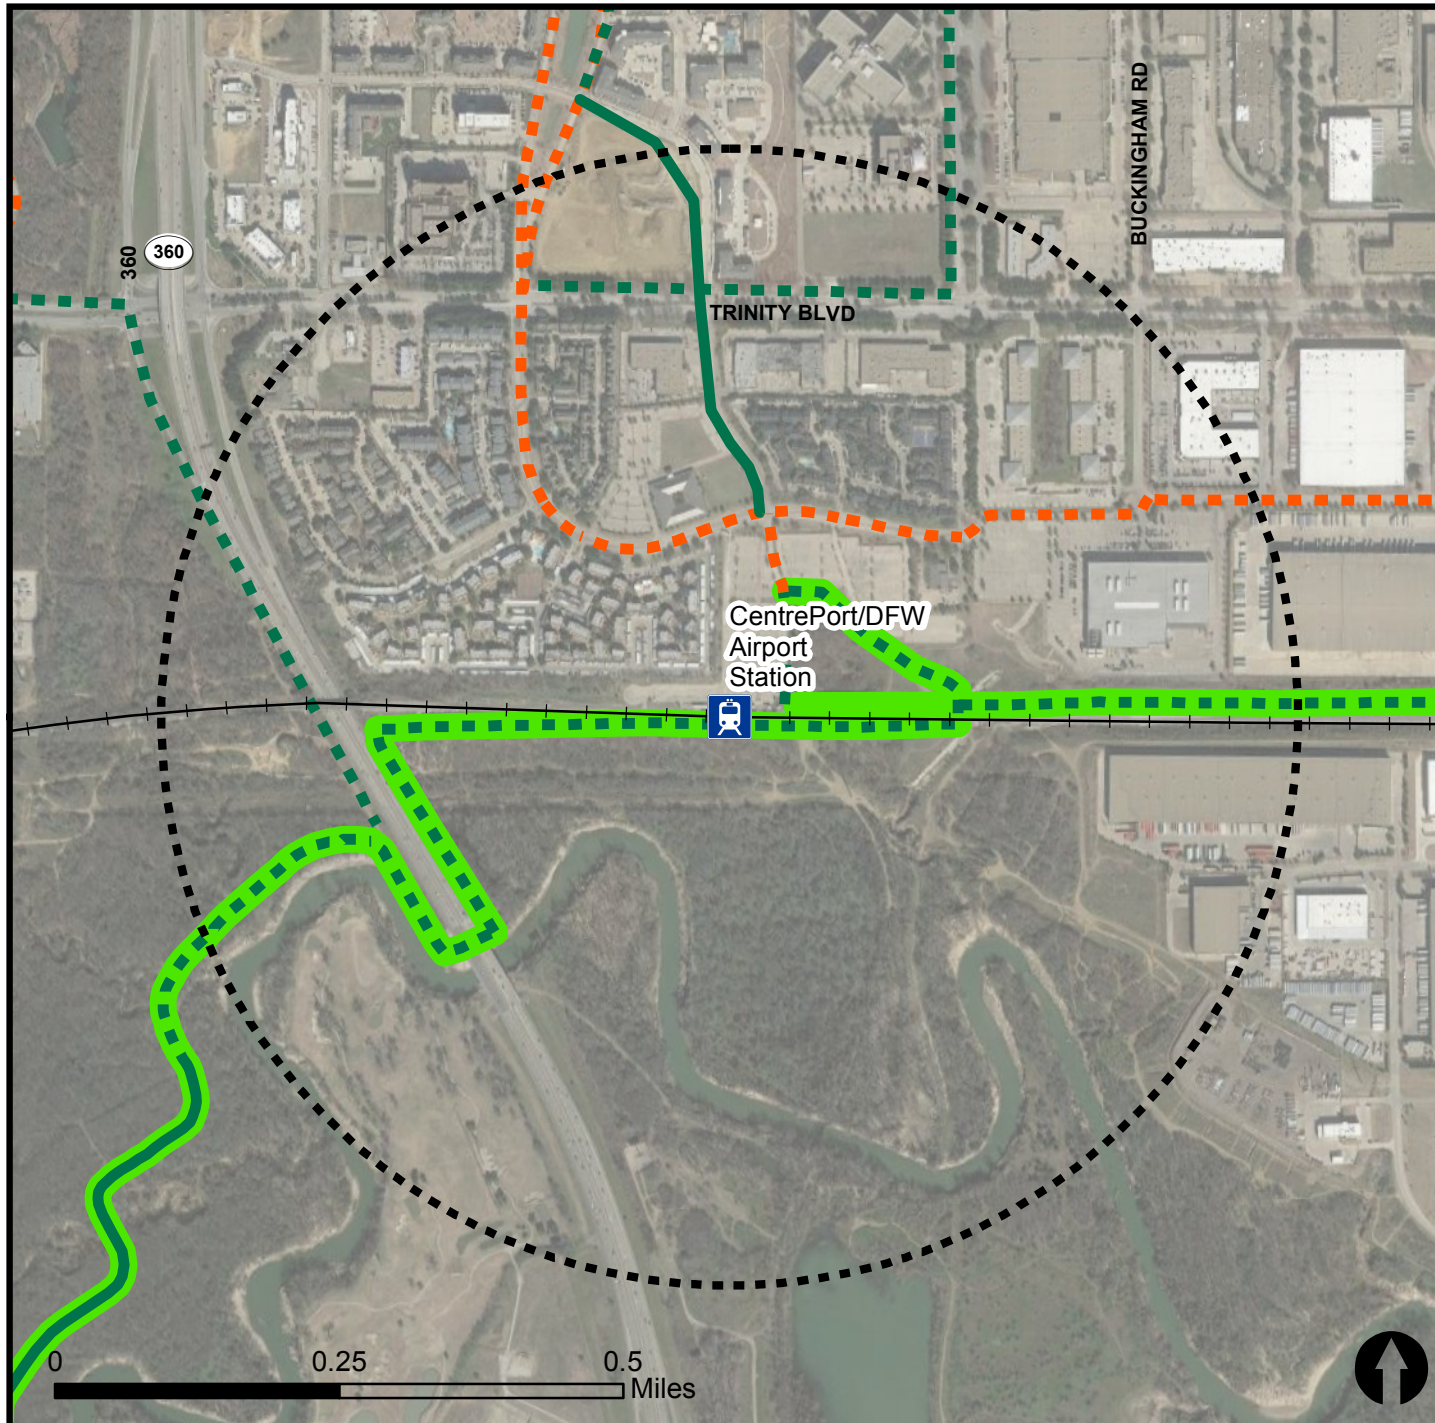 BUCKINGHAM RD
360
360
TRINITY BLVD
CentrePort/DFW
Airport
Station
0
0.25
0.5
Miles